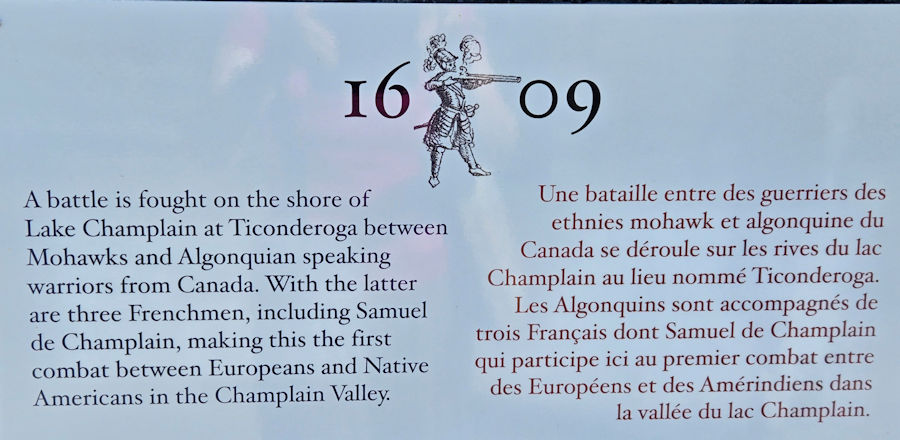 1609
A battle is fought on the shore of
Lake Champlain at Ticonderoga between
Mohawks and Algonquian speaking
warriors from Canada. With the latter
are three Frenchmen, including Samuel
de Champlain, making this the first
combat between Europeans and Native
Americans in the Champlain Valley.
Une bataille entre des guerriers des
ethnies mohawk et algonquine du
Canada se déroule sur les rives du lac
Champlain au lieu nommé Ticonderoga.
Les Algonquins sont accompagnés de
trois Français dont Samuel de Champlain
qui participe ici au premier combat entre
des Européens et des Amérindiens dans
la vallée du lac Champlain.